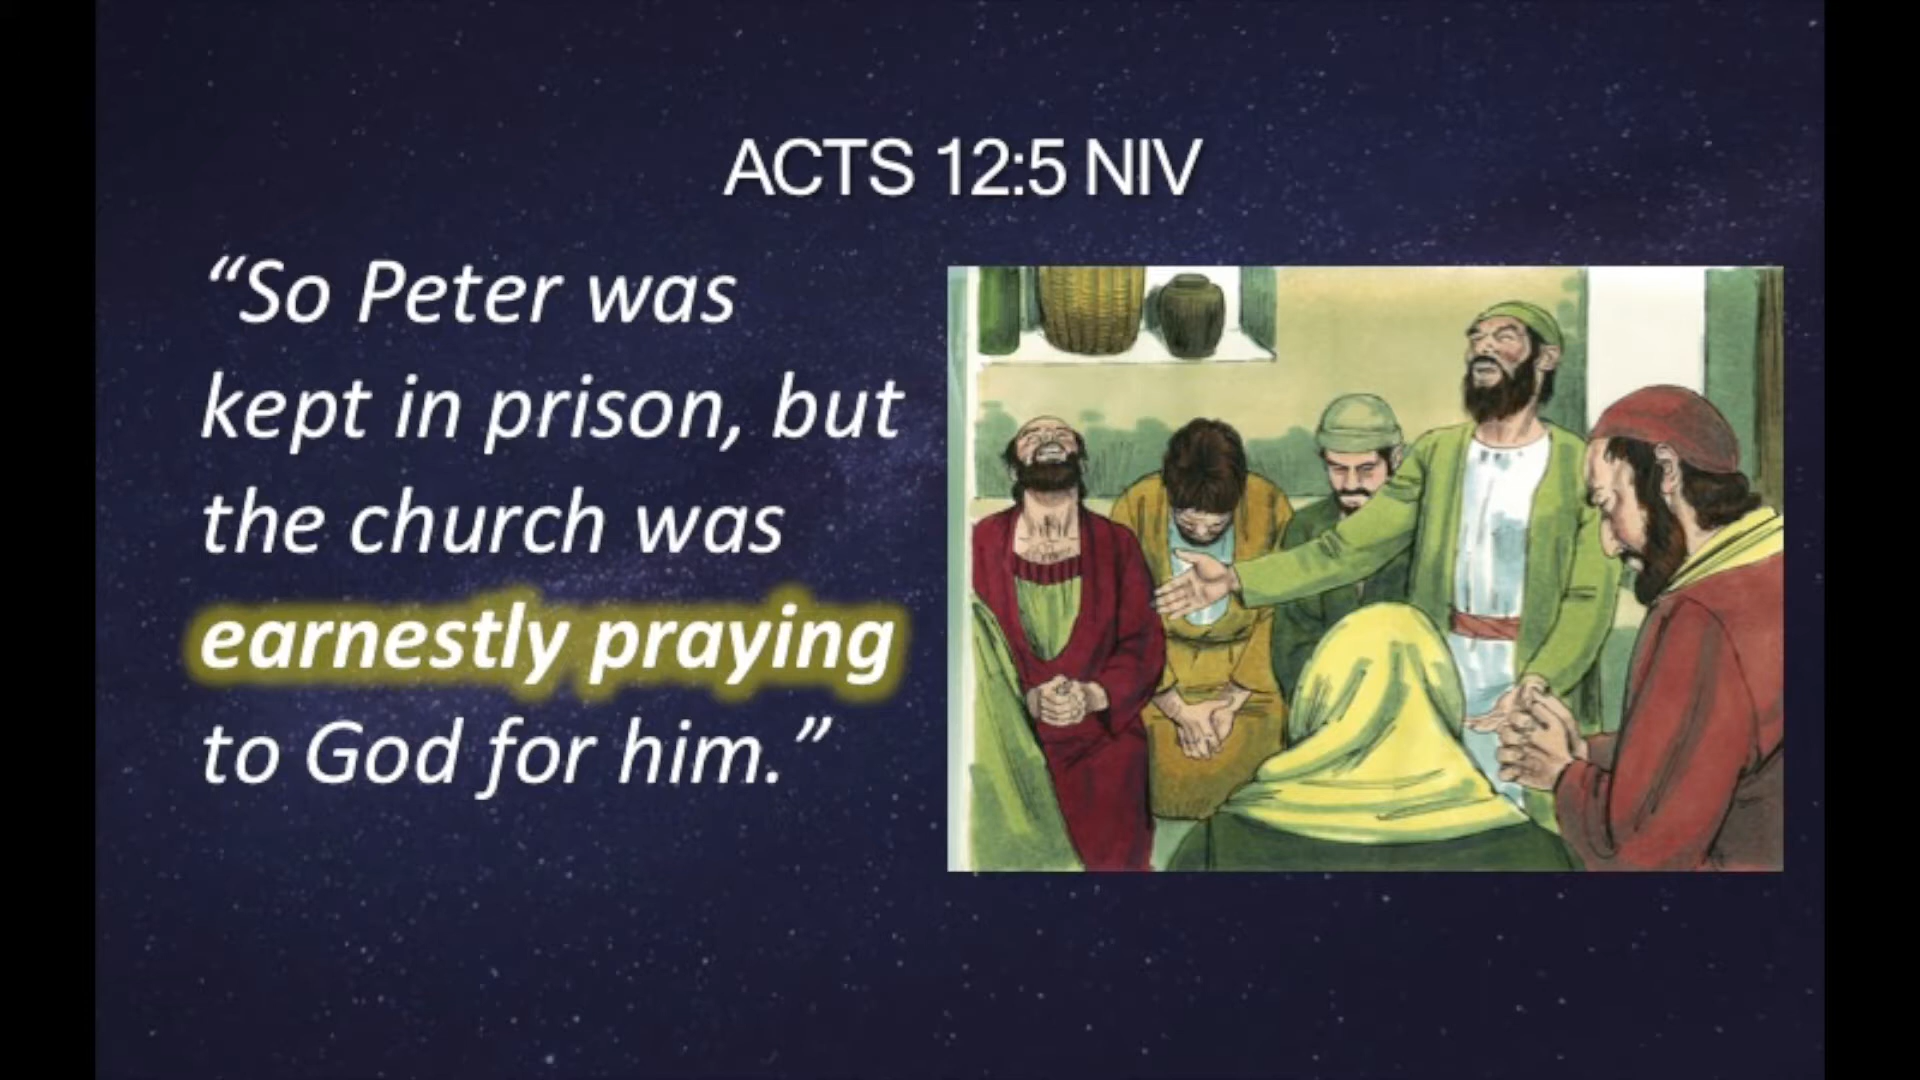 ACTS 12:5 NIV
“So Peter was
kept in prison, but
the church was
earnestly praying
to God for him.”